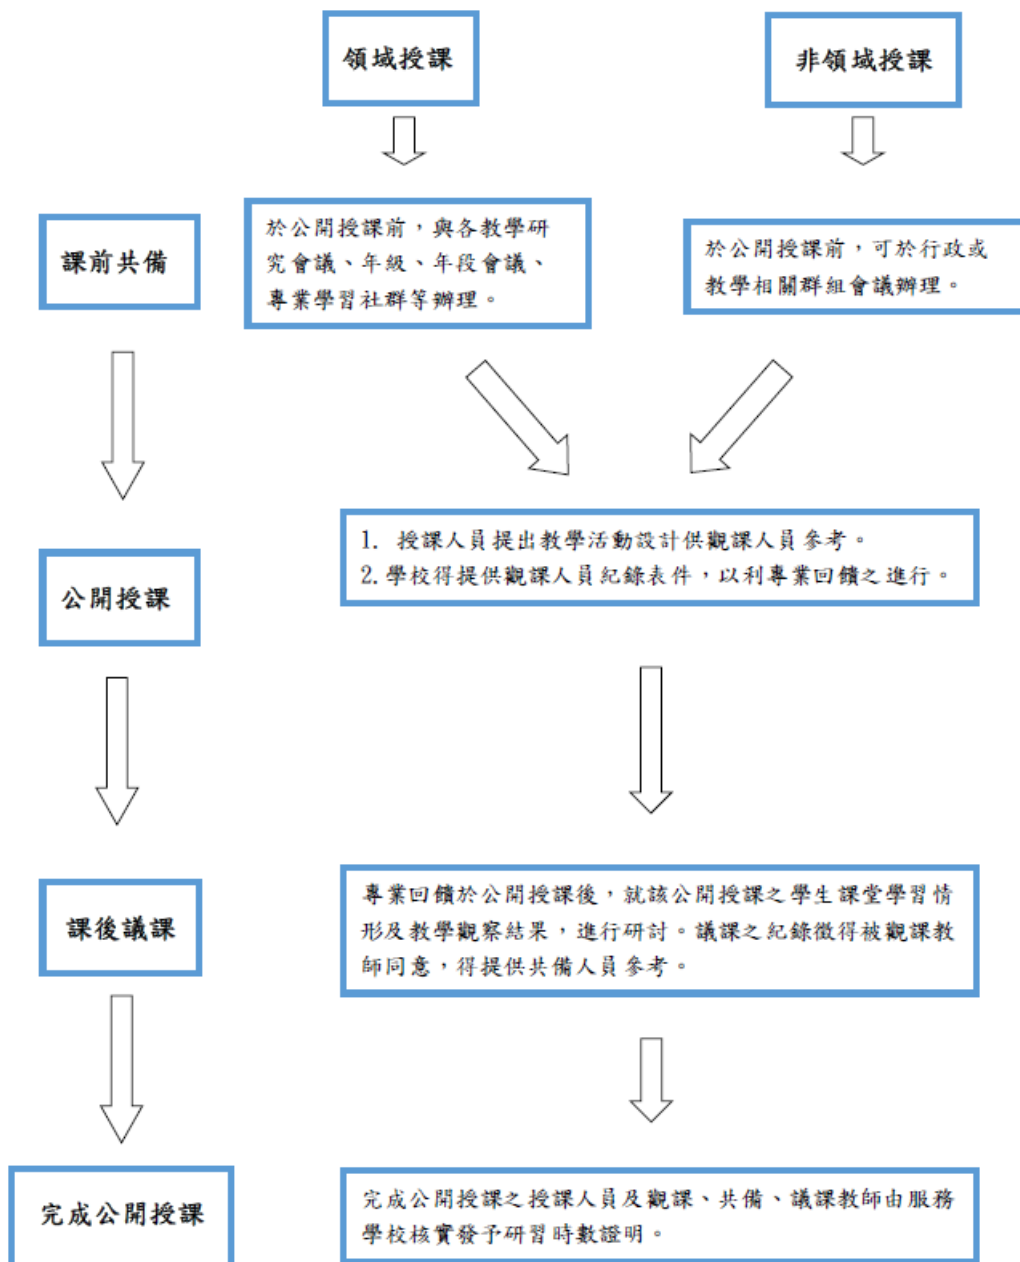 領域授課
非領域授課
課前共備
於公開授課前，與各教學研
究會議、年級、年段會議、
專業學習社群等辦理。
於公開授課前，可於行政或
教學相關群組會議辦理。
公開授課
1. 授課人員提出教學活動設計供觀課人員參考。
2.學校得提供觀課人員紀錄表件，以利專業回饋之進行。
課後議課
專業回饋於公開授課後，就該公開授課之學生課堂學習情
形及教學觀察結果，進行研討。議課之紀錄徵得被觀課教
師同意，得提供共備人員參考。
完成公開授課
完成公開授課之授課人員及觀課、共備、議課教師由服務
學校核實發予研習時數證明。